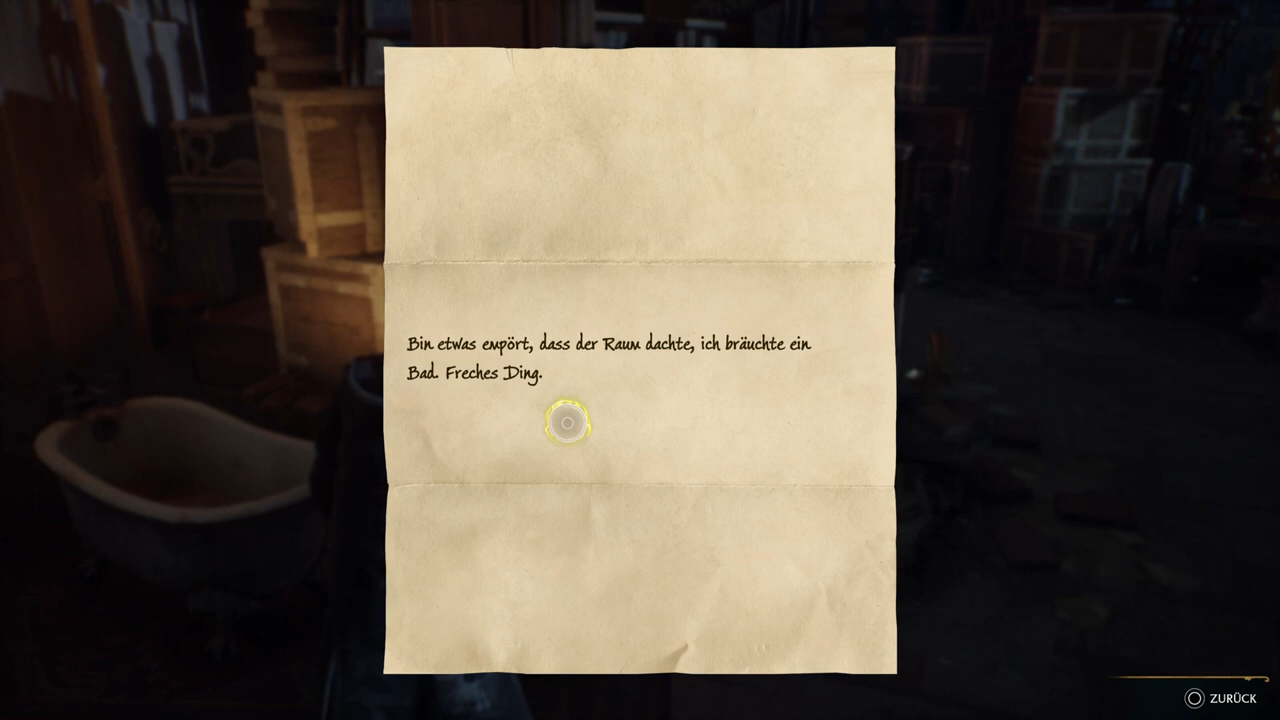 Bin etwas empört, dass der Raum dachte, ich bräuchte ein
Bad. Freches Ding.
ZURÜCK